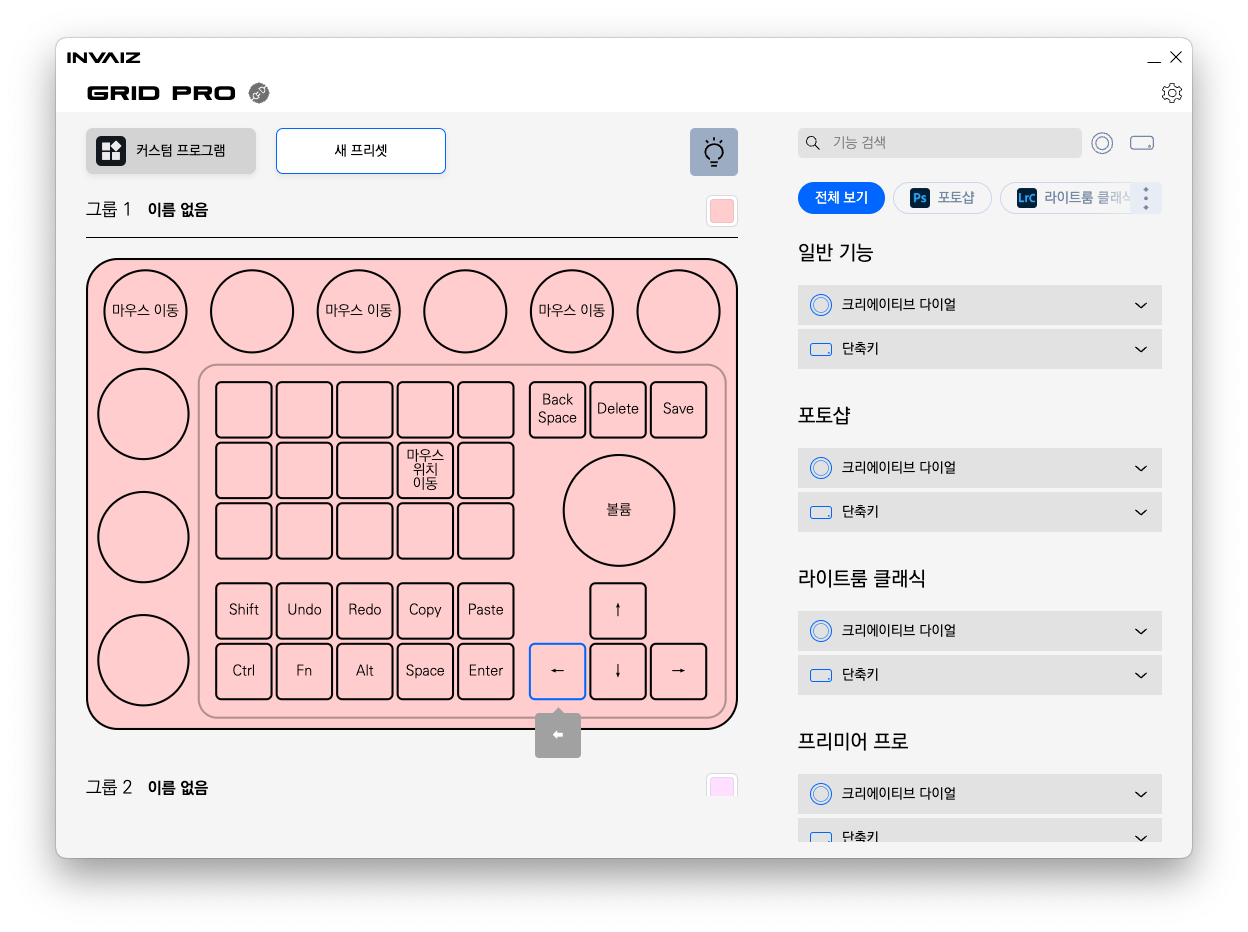 INVAIZ
GRID PRO
커스텀 프로그램
새 프리셋
그룹 1 이름 없음
마우스 이동
마우스 이동
마우스 이동
Back
Space
Delete
Save
마우스
위치
이동
볼륨
Shift
Undo
Redo
Copy
Paste
↑
Ctrl
Fn
Alt
Space
Enter
←
↓
→
그룹 2 이름 없음
기능 검색
전체 보기
Ps 포토샵
LrC 라이트룸 클래식
일반 기능
크리에이티브 다이얼
단축키
포토샵
크리에이티브 다이얼
단축키
라이트룸 클래식
크리에이티브 다이얼
단축키
프리미어 프로
크리에이티브 다이얼
단축키